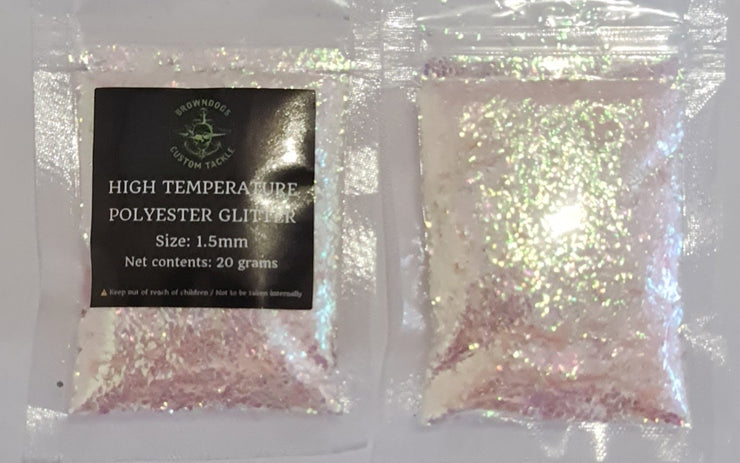 BROWNDOGS
CUSTOM TACKLE
HIGH TEMPERATURE
POLYESTER GLITTER
Size: 1.5mm
Net contents: 20 grams
Keep out of reach of children / Not to be taken internally